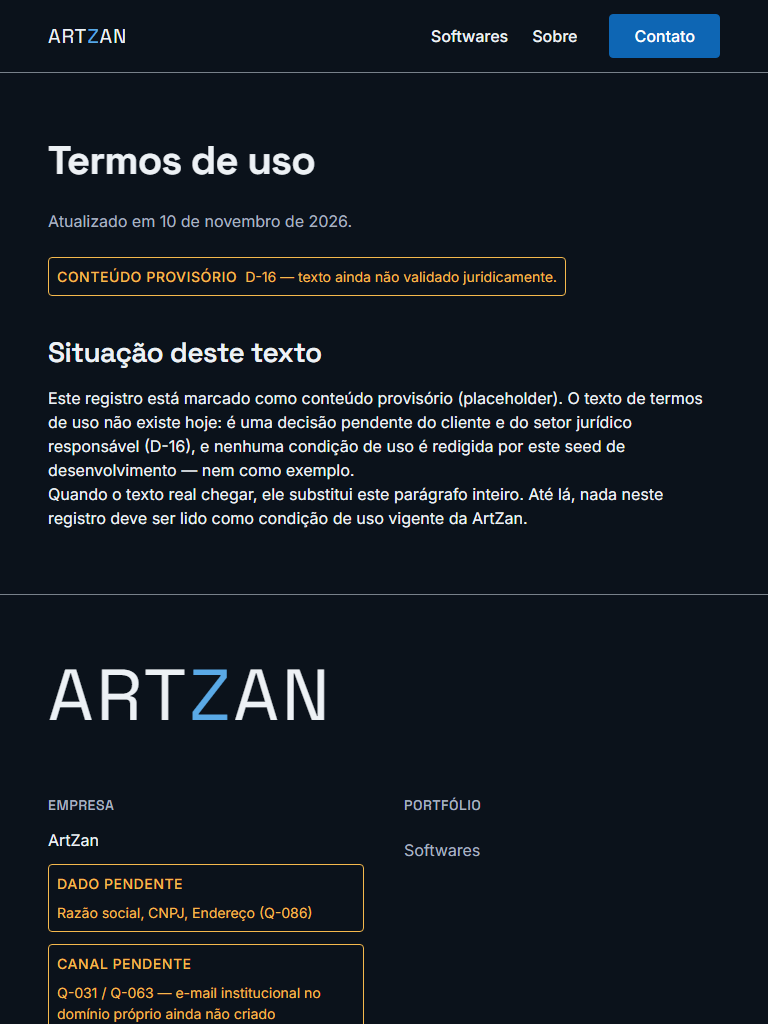 ARTZAN
Softwares
Sobre
Contato
Termos de uso
Atualizado em 10 de novembro de 2026.
CONTEÚDO PROVISÓRIO D-16 — texto ainda não validado juridicamente.
Situação deste texto
Este registro está marcado como conteúdo provisório (placeholder). O texto de termos
de uso não existe hoje: é uma decisão pendente do cliente e do setor jurídico
responsável (D-16), e nenhuma condição de uso é redigida por este seed de
desenvolvimento — nem como exemplo.
Quando o texto real chegar, ele substitui este parágrafo inteiro. Até lá, nada neste
registro deve ser lido como condição de uso vigente da ArtZan.
ARTZAN
EMPRESA
ArtZan
DADO PENDENTE
Razão social, CNPJ, Endereço (Q-086)
CANAL PENDENTE
Q-031 / Q-063 — e-mail institucional no
domínio próprio ainda não criado
PORTFÓLIO
Softwares